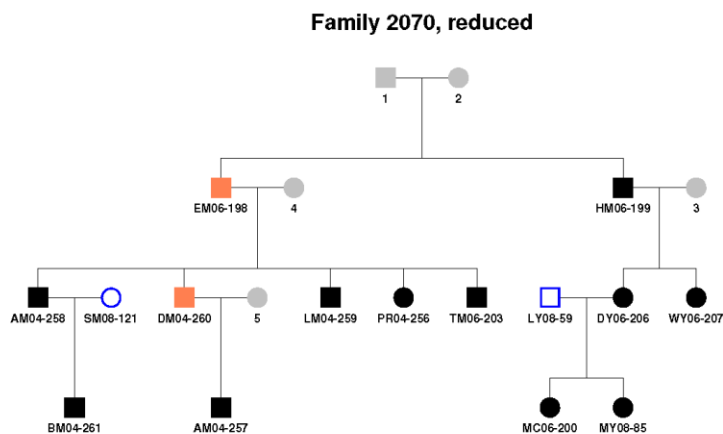 Family 2070, reduced
1 2
EM06-198 4 HM06-199 3
AM04-258 SM08-121 DM04-260 5 LM04-259 PR04-256 TM06-203 LY08-59 DY06-206 WY06-207
BM04-261 AM04-257 MC06-200 MY08-85